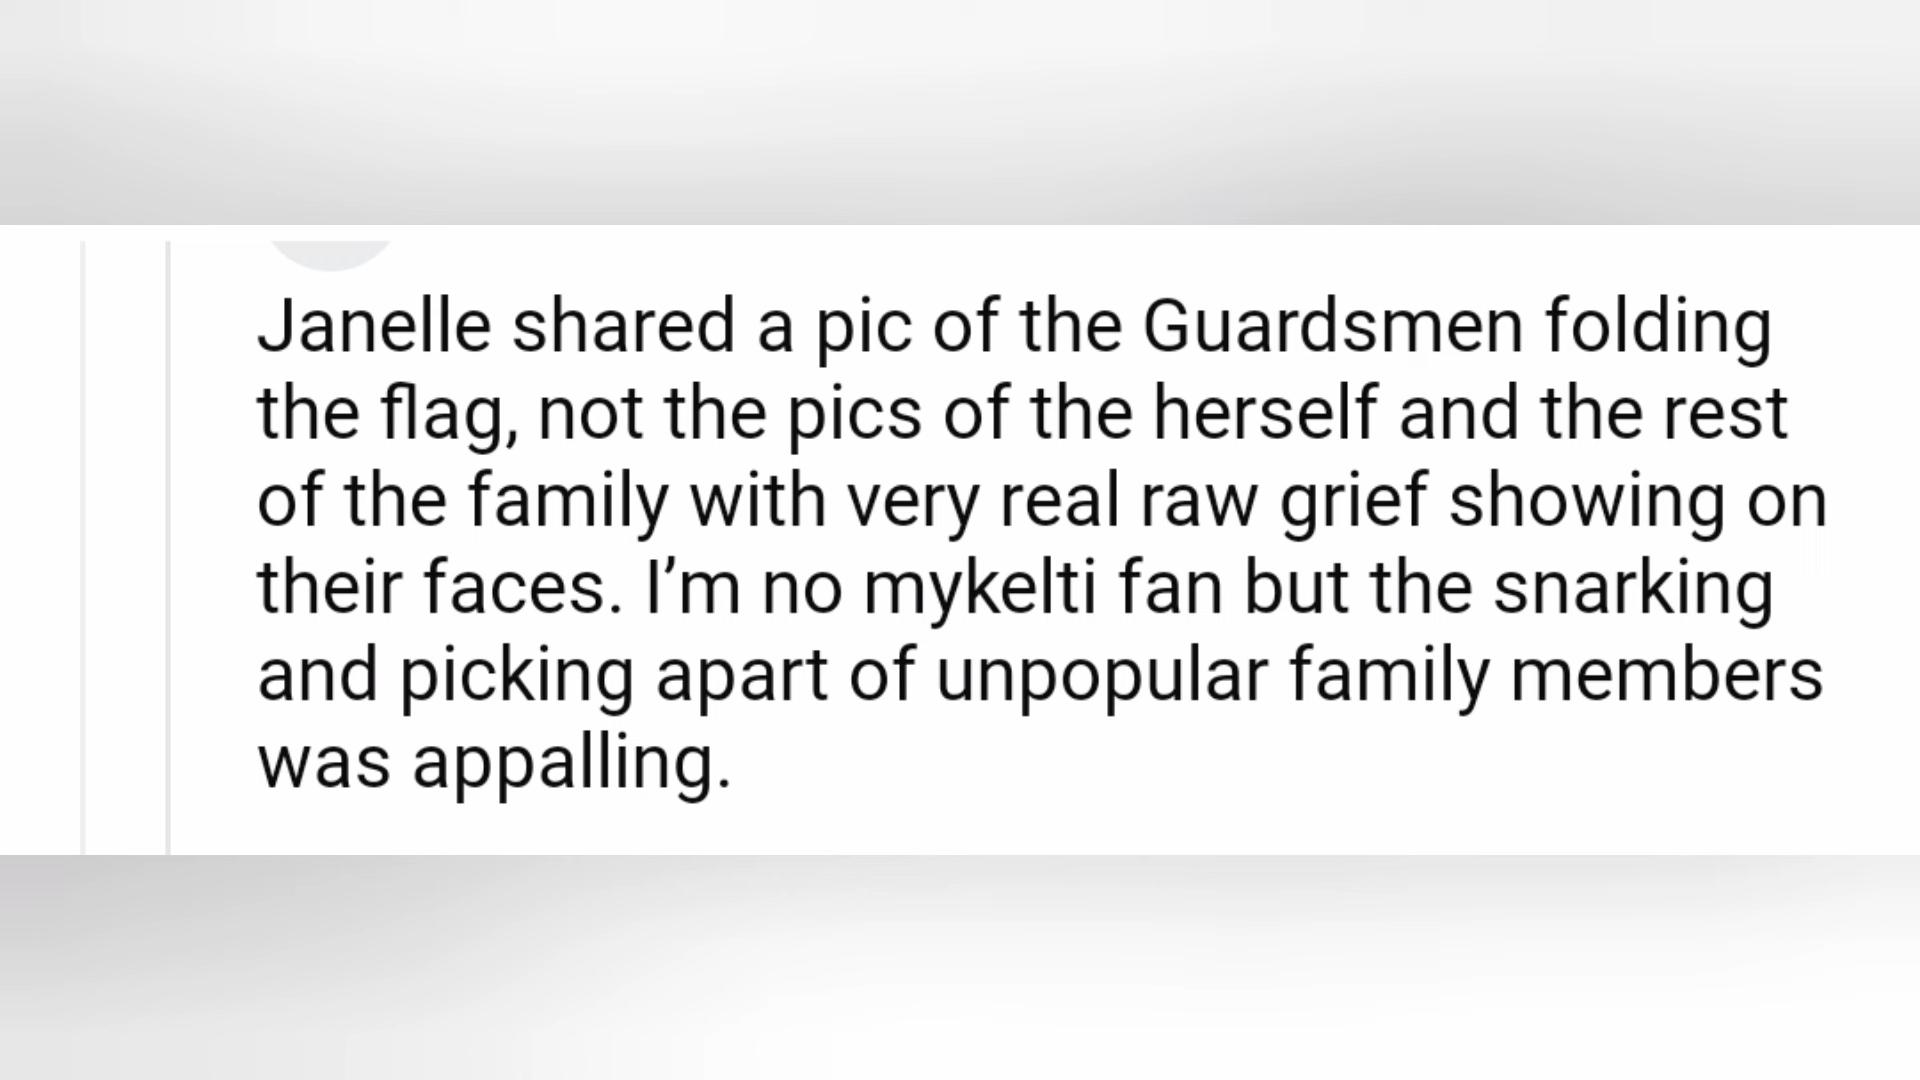 Janelle shared a pic of the Guardsmen folding
the flag, not the pics of the herself and the rest
of the family with very real raw grief showing on
their faces. I’m no mykelti fan but the snarking
and picking apart of unpopular family members
was appalling.